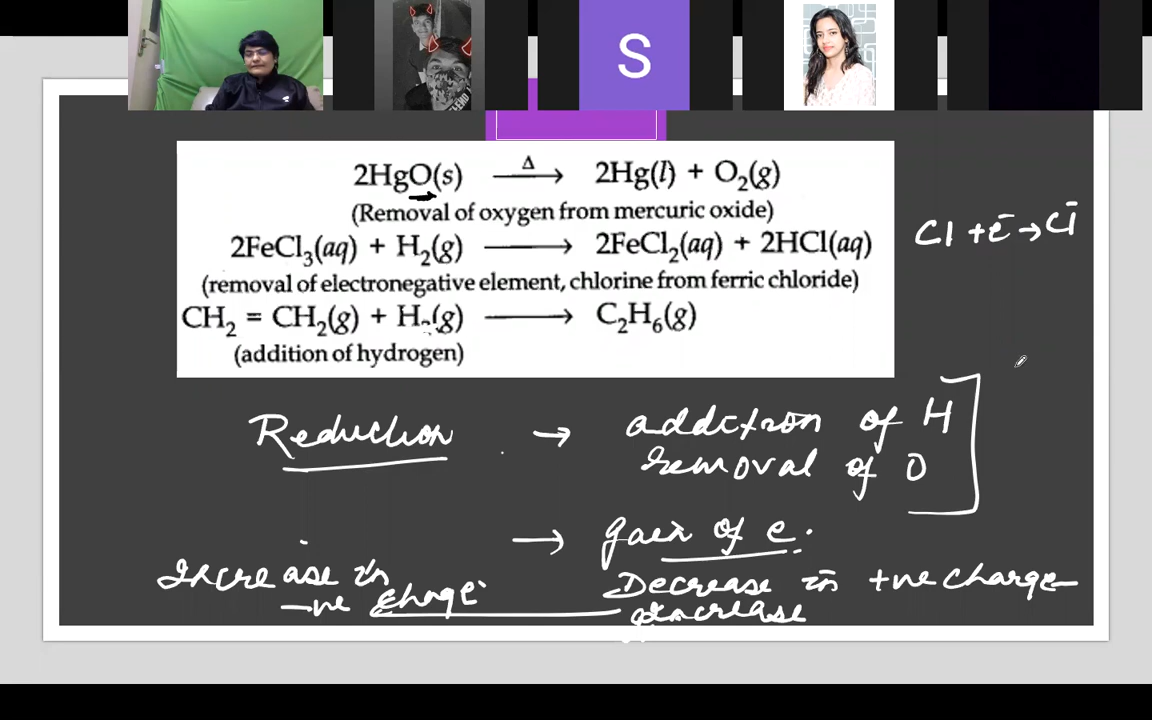 S
2HgO(s) —Δ→ 2Hg(l) + O₂(g)
(Removal of oxygen from mercuric oxide)
2FeCl₃(aq) + H₂(g) ⟶ 2FeCl₂(aq) + 2HCl(aq)
(removal of electronegative element, chlorine from ferric chloride)
CH₂ = CH₂(g) + H₂(g) ⟶ C₂H₆(g)
(addition of hydrogen)
Cl + e⁻ → Cl⁻
Reduction → addition of H
removal of O
→ gain of e
Decrease in +ve charge
Increase in
-ve charge